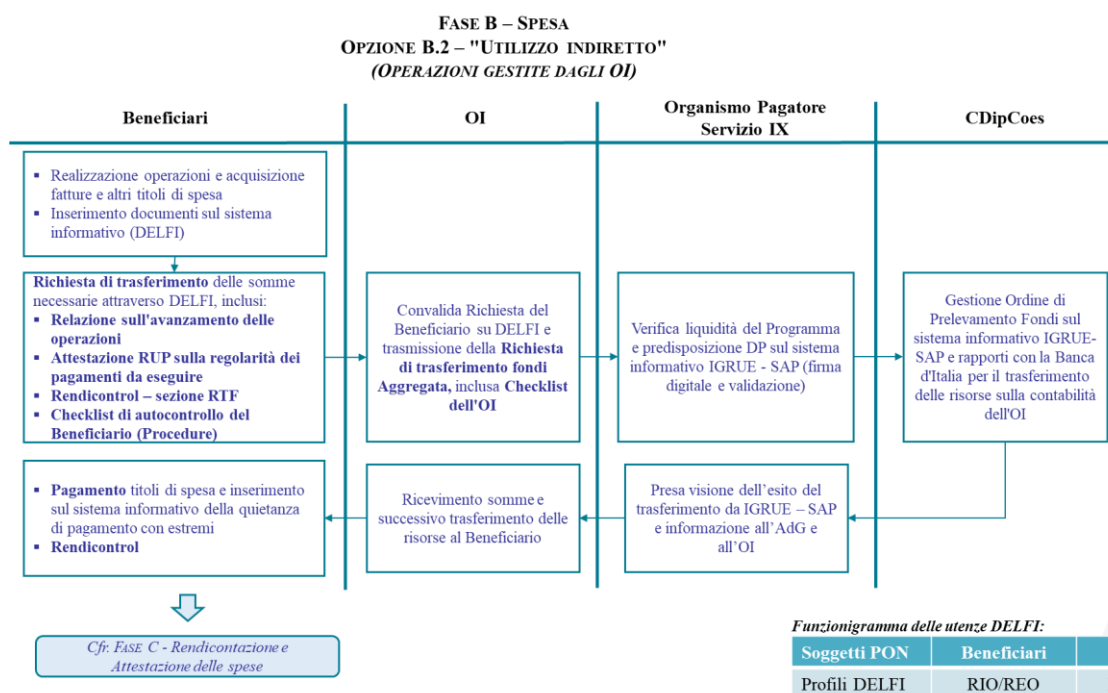 FASE B – SPESA
OPZIONE B.2 – "UTILIZZO INDIRETTO"
(OPERAZIONI GESTITE DAGLI OI)
Beneficiari
OI
Organismo Pagatore
Servizio IX
CDipCoes
▪ Realizzazione operazioni e acquisizione
fatture e altri titoli di spesa
▪ Inserimento documenti sul sistema
informativo (DELFI)
Richiesta di trasferimento delle somme
necessarie attraverso DELFI, inclusi:
▪ Relazione sull'avanzamento delle
operazioni
▪ Attestazione RUP sulla regolarità dei
pagamenti da eseguire
▪ Rendicontrol – sezione RTF
▪ Checklist di autocontrollo del
Beneficiario (Procedure)
Convalida Richiesta del
Beneficiario su DELFI e
trasmissione della Richiesta
di trasferimento fondi
Aggregata, inclusa Checklist
dell'OI
Verifica liquidità del Programma
e predisposizione DP sul sistema
informativo IGRUE - SAP (firma
digitale e validazione)
Gestione Ordine di
Prelevamento Fondi sul
sistema informativo IGRUE-
SAP e rapporti con la Banca
d'Italia per il trasferimento
delle risorse sulla contabilità
dell'OI
▪ Pagamento titoli di spesa e inserimento
sul sistema informativo della quietanza
di pagamento con estremi
▪ Rendicontrol
Ricevimento somme e
successivo trasferimento delle
risorse al Beneficiario
Presa visione dell’esito del
trasferimento da IGRUE – SAP
e informazione all’AdG e
all’OI
Cfr. FASE C - Rendicontazione e
Attestazione delle spese
Funzionigramma delle utenze DELFI:
Soggetti PON Beneficiari
Profili DELFI RIO/REO